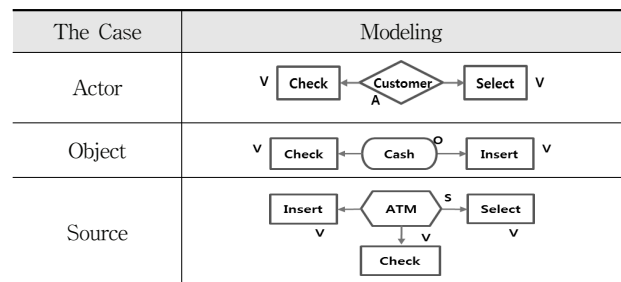 The Case Modeling
Actor
V Check Customer Select V
A
Object
V Check Cash O Insert V
Source
Insert ATM S Select
V V V
Check